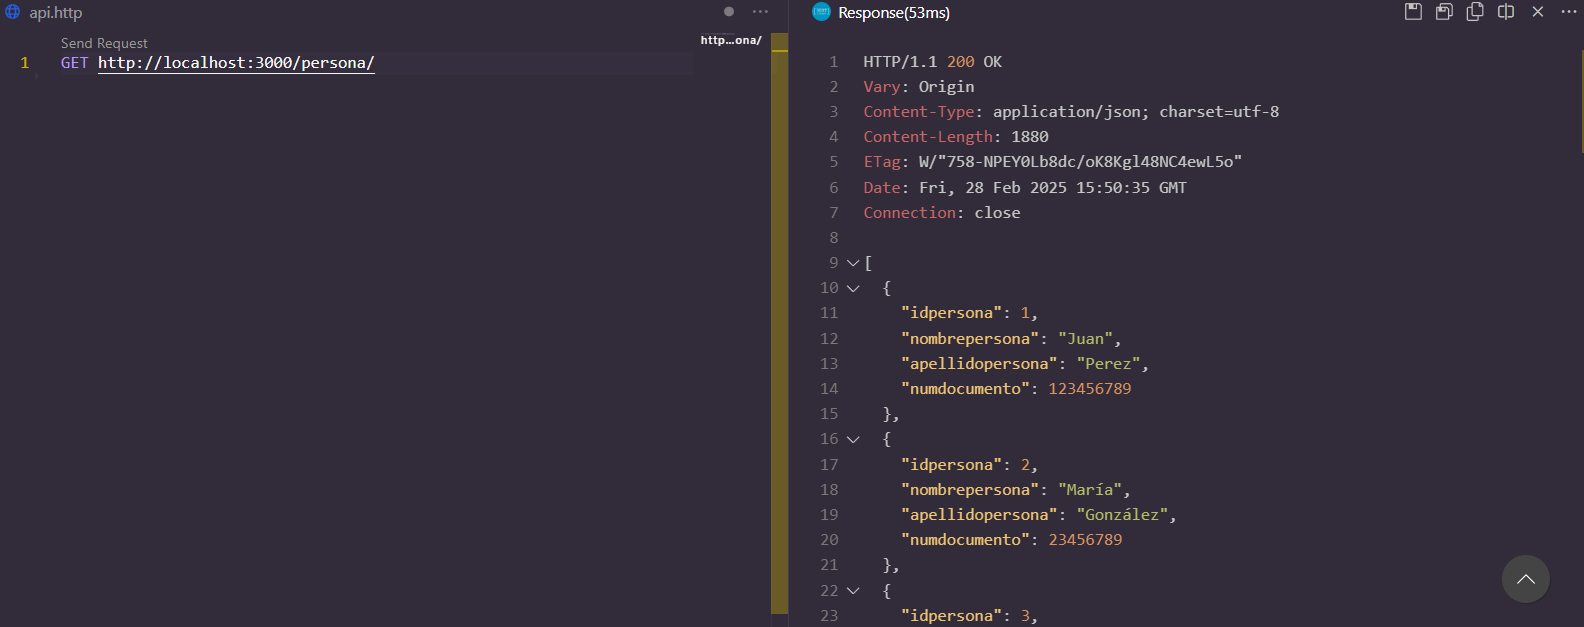 api.http
Send Request
1 GET http://localhost:3000/persona/
http…ona/
Response(53ms)
1 HTTP/1.1 200 OK
2 Vary: Origin
3 Content-Type: application/json; charset=utf-8
4 Content-Length: 1880
5 ETag: W/"758-NPEY0Lb8dc/oK8Kgl48NC4ewL5o"
6 Date: Fri, 28 Feb 2025 15:50:35 GMT
7 Connection: close
8
9 [
10 {
11 "idpersona": 1,
12 "nombrepersona": "Juan",
13 "apellidopersona": "Perez",
14 "numdocumento": 123456789
15 },
16 {
17 "idpersona": 2,
18 "nombrepersona": "María",
19 "apellidopersona": "González",
20 "numdocumento": 23456789
21 },
22 {
23 "idpersona": 3,